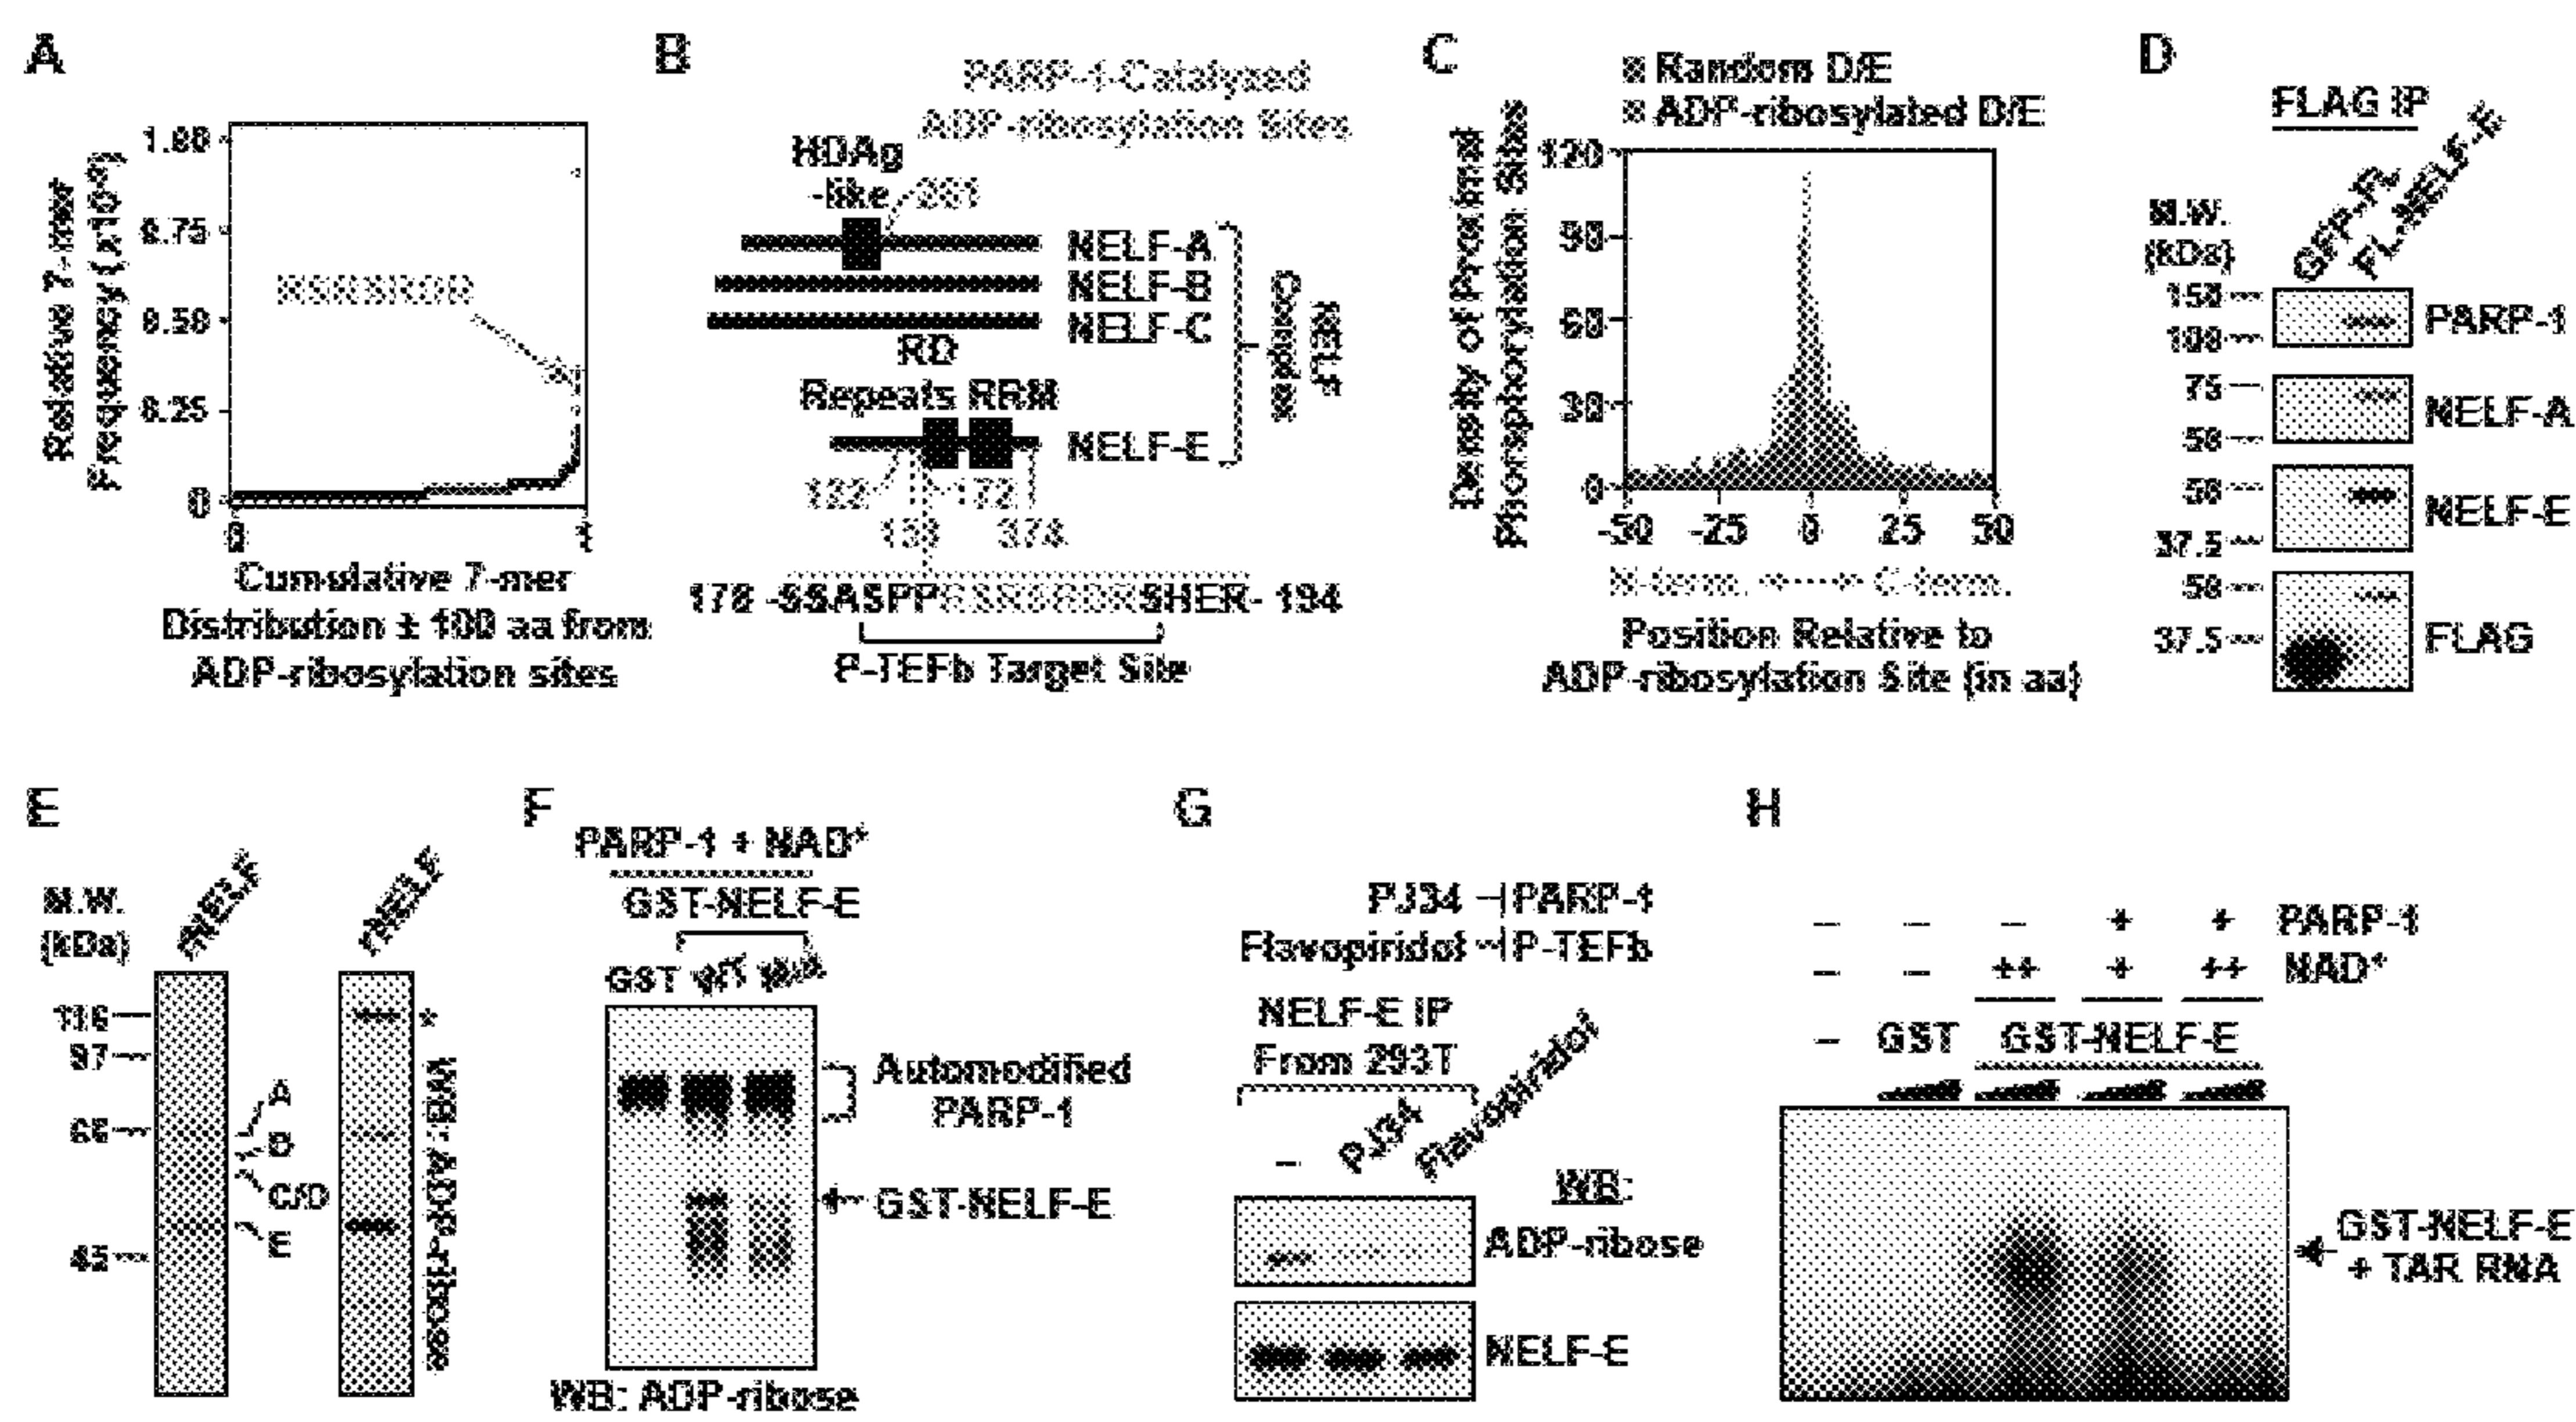 A
1.00
0.75
0.50
0.25
0
0
1
Relative 7-mer
Frequency (x10⁻³)
RSRSRDR
Cumulative 7-mer
Distribution ± 100 aa from
ADP-ribosylation sites
B
PARP-1-Catalyzed
ADP-ribosylation Sites
HDAg
-like
NELF-A
NELF-B
NELF-C
RD
Repeats RRM
NELF-E
NELF
Complex
122
172
374
178 -SSASPPRSRSRDRSHER- 194
P-TEFb Target Site
C
Random D/E
ADP-ribosylated D/E
Density of Proximal
Phosphorylation Sites
120
90
60
30
0
-50 -25 0 25 50
N-term. C-term.
Position Relative to
ADP-ribosylation Site (in aa)
D
FLAG IP
GFP-FL
FL-NELF-E
M.W.
(kDa)
150
100
PARP-1
75
50
NELF-A
50
37.5
NELF-E
50
37.5
FLAG
E
M.W.
(kDa)
rNELF
rNELF
116
97
66
45
A
B
C/D
E
*
WB: ADP-ribose
F
PARP-1 + NAD⁺
GST-NELF-E
GST WT Mut
Automodified
PARP-1
GST-NELF-E
WB: ADP-ribose
G
PJ34 ⊣ PARP-1
Flavopiridol ⊣ P-TEFb
NELF-E IP
From 293T
– PJ34 Flavopiridol
WB:
ADP-ribose
NELF-E
H
– – – + + PARP-1
– – ++ + ++ NAD⁺
– GST GST-NELF-E
GST-NELF-E
+ TAR RNA